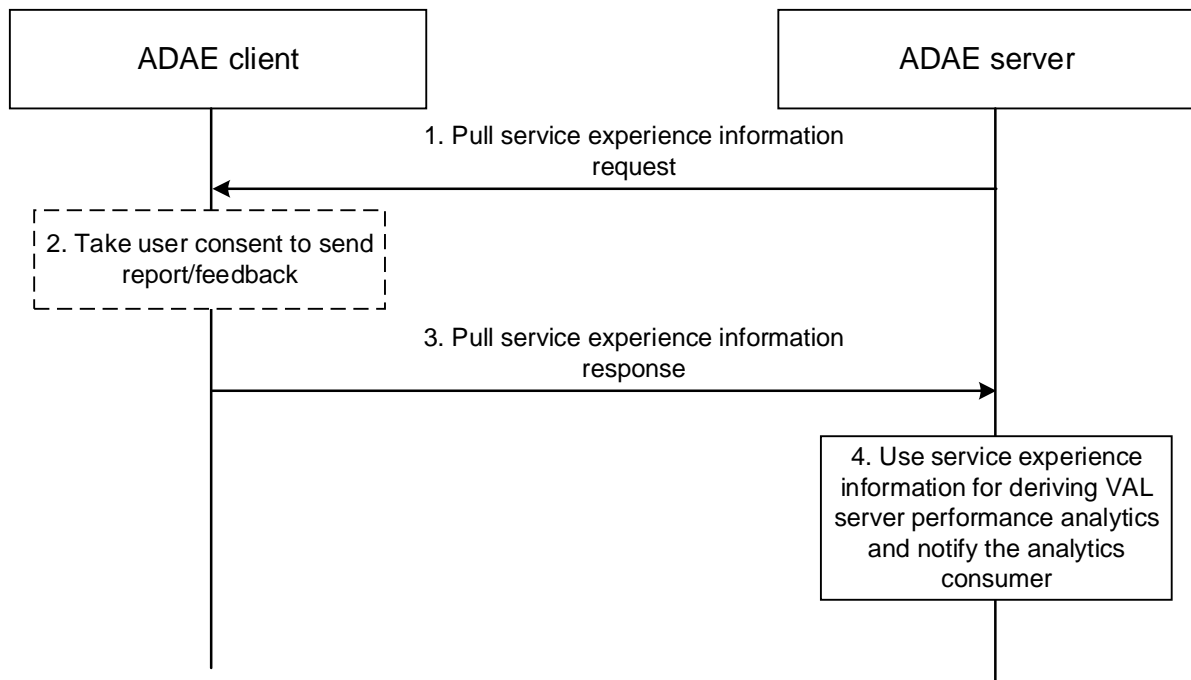 ADAE client
ADAE server
1. Pull service experience information
request
2. Take user consent to send
report/feedback
3. Pull service experience information
response
4. Use service experience
information for deriving VAL
server performance analytics
and notify the analytics
consumer